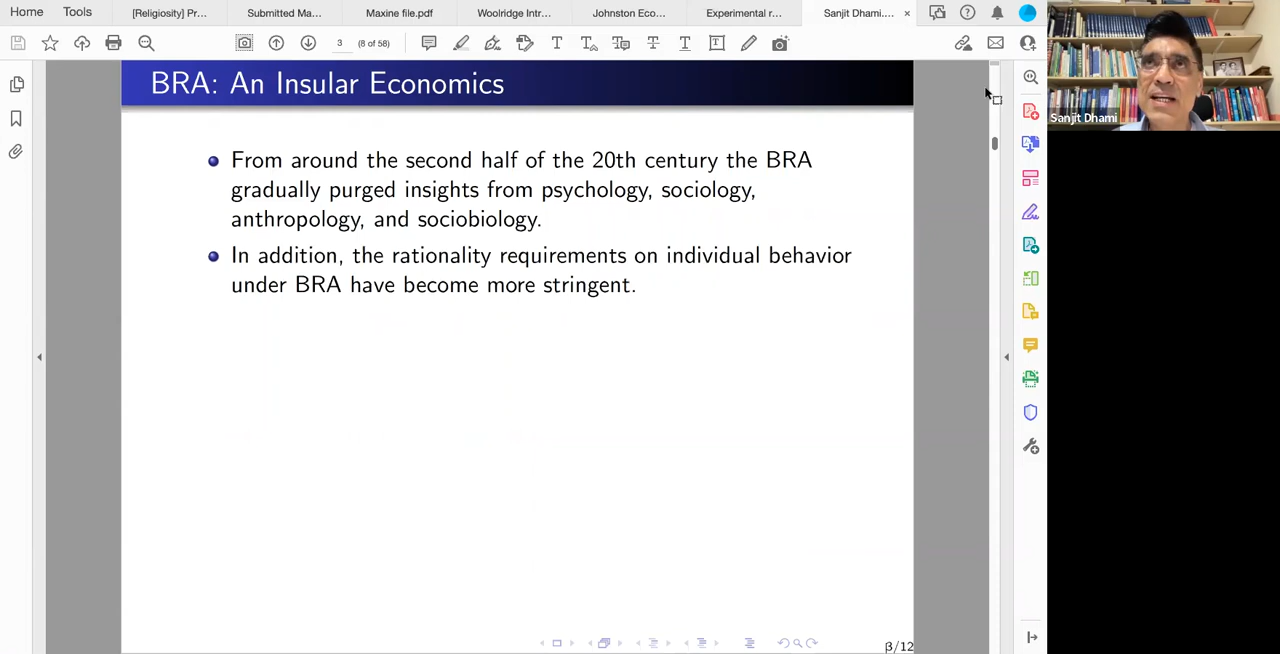 Home Tools [Religiosity] Pr... Submitted Ma... Maxine file.pdf Woolridge Intr... Johnston Eco... Experimental r... Sanjit Dhami.... ×
3 (8 of 58)
BRA: An Insular Economics
From around the second half of the 20th century the BRA
gradually purged insights from psychology, sociology,
anthropology, and sociobiology.
In addition, the rationality requirements on individual behavior
under BRA have become more stringent.
3/12
Sanjit Dhami